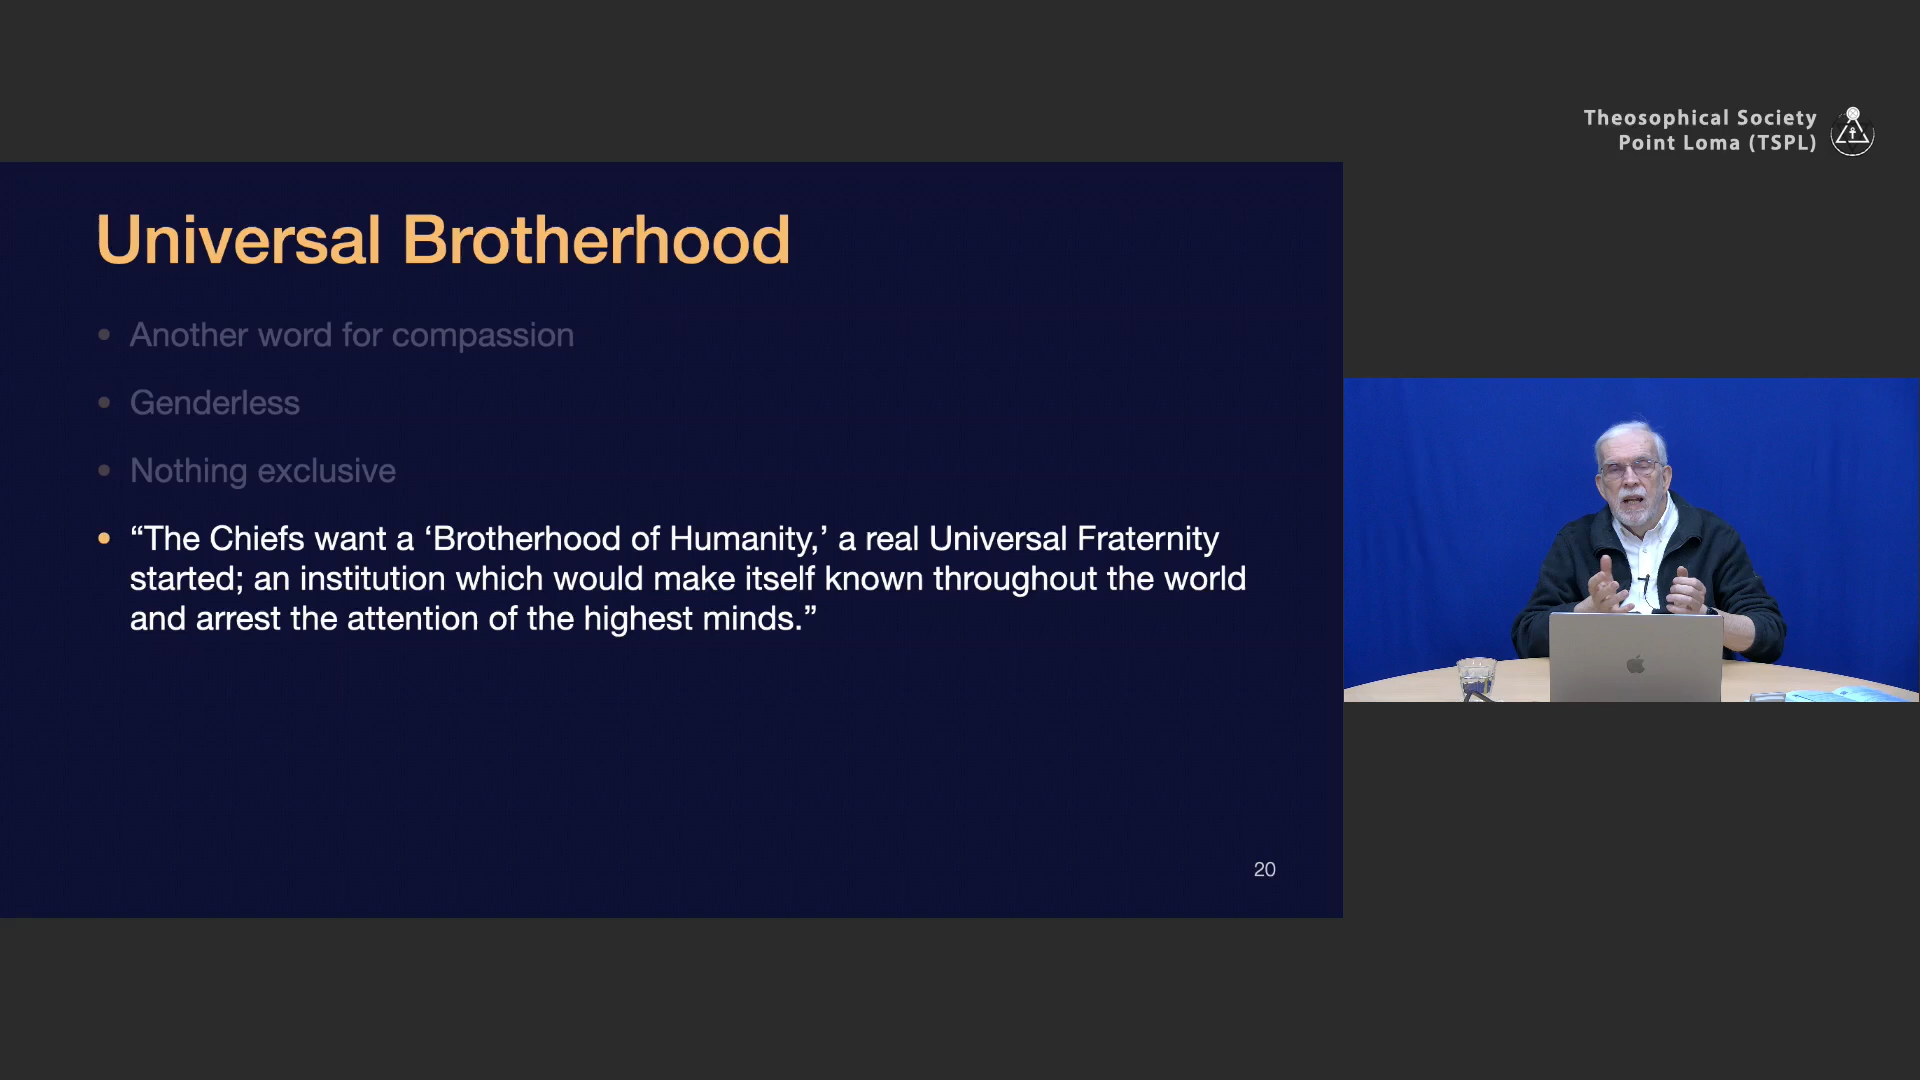 Theosophical Society
Point Loma (TSPL)
Universal Brotherhood
• Another word for compassion
• Genderless
• Nothing exclusive
• “The Chiefs want a ‘Brotherhood of Humanity,’ a real Universal Fraternity
started; an institution which would make itself known throughout the world
and arrest the attention of the highest minds.”
20